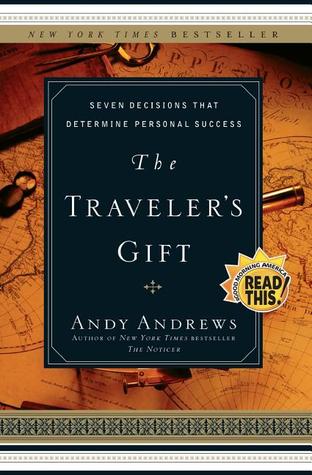 NEW YORK TIMES BESTSELLER
SEVEN DECISIONS THAT
DETERMINE PERSONAL SUCCESS
The
TRAVELER'S
GIFT
GOOD MORNING AMERICA
READ
THIS!
ANDY ANDREWS
AUTHOR OF NEW YORK TIMES BESTSELLER
THE NOTICER